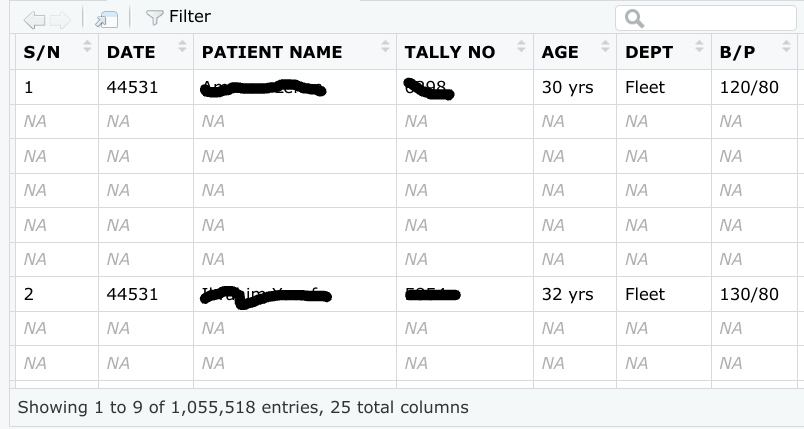 Filter
S/N DATE PATIENT NAME TALLY NO AGE DEPT B/P
1 44531 30 yrs Fleet 120/80
NA NA NA NA NA NA NA
NA NA NA NA NA NA NA
NA NA NA NA NA NA NA
NA NA NA NA NA NA NA
NA NA NA NA NA NA NA
2 44531 32 yrs Fleet 130/80
NA NA NA NA NA NA NA
NA NA NA NA NA NA NA
Showing 1 to 9 of 1,055,518 entries, 25 total columns